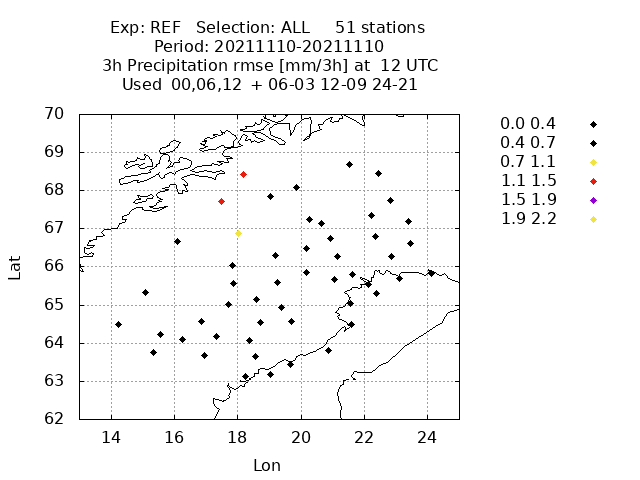 Exp: REF   Selection: ALL     51 stations
Period: 20211110-20211110
3h Precipitation rmse [mm/3h] at  12 UTC
Used  00,06,12  + 06-03 12-09 24-21
70
69
68
67
66
65
64
63
62
14 16 18 20 22 24
Lat
Lon
0.0 0.4
0.4 0.7
0.7 1.1
1.1 1.5
1.5 1.9
1.9 2.2